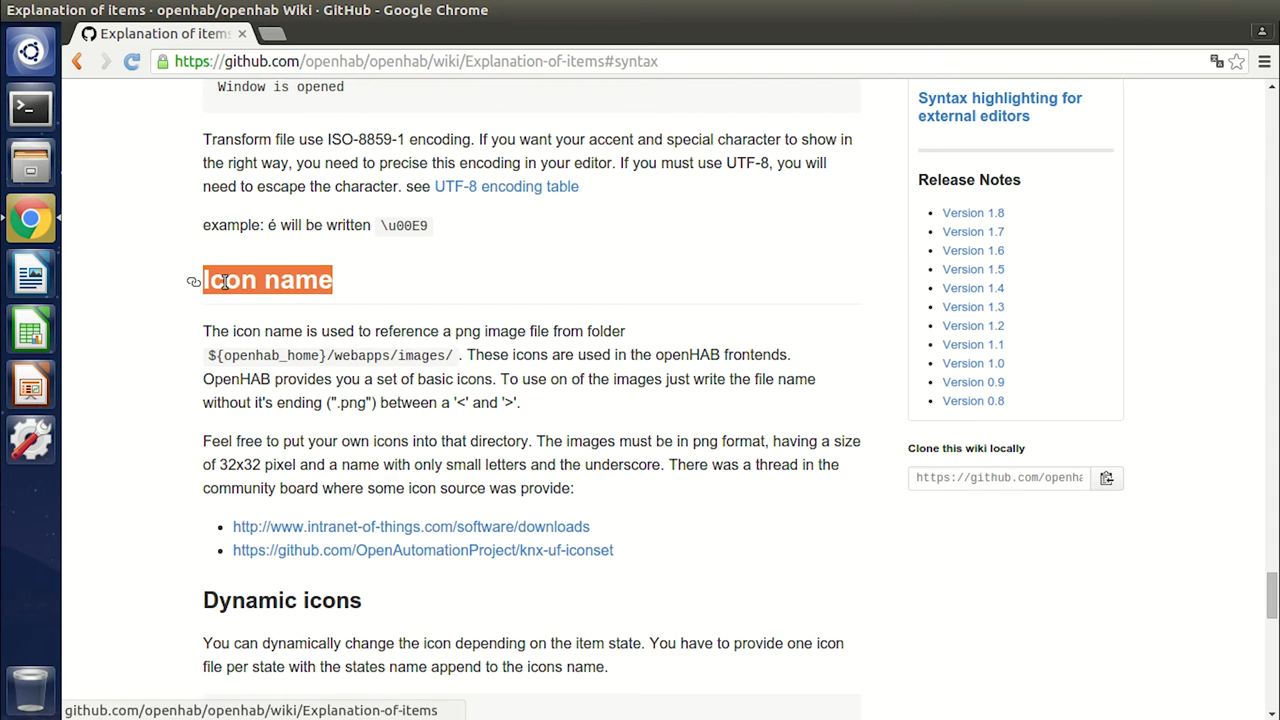 Explanation of items · openhab/openhab Wiki · GitHub - Google Chrome
Explanation of items
https://github.com/openhab/openhab/wiki/Explanation-of-items#syntax
Window is opened
Transform file use ISO-8859-1 encoding. If you want your accent and special character to show in
the right way, you need to precise this encoding in your editor. If you must use UTF-8, you will
need to escape the character. see UTF-8 encoding table
example: é will be written \u00E9
Icon name
The icon name is used to reference a png image file from folder
${openhab_home}/webapps/images/ . These icons are used in the openHAB frontends.
OpenHAB provides you a set of basic icons. To use on of the images just write the file name
without it's ending (".png") between a '<' and '>'.
Feel free to put your own icons into that directory. The images must be in png format, having a size
of 32x32 pixel and a name with only small letters and the underscore. There was a thread in the
community board where some icon source was provide:
http://www.intranet-of-things.com/software/downloads
https://github.com/OpenAutomationProject/knx-uf-iconset
Dynamic icons
You can dynamically change the icon depending on the item state. You have to provide one icon
file per state with the states name append to the icons name.
Syntax highlighting for
external editors
Release Notes
Version 1.8
Version 1.7
Version 1.6
Version 1.5
Version 1.4
Version 1.3
Version 1.2
Version 1.1
Version 1.0
Version 0.9
Version 0.8
Clone this wiki locally
https://github.com/openha
github.com/openhab/openhab/wiki/Explanation-of-items